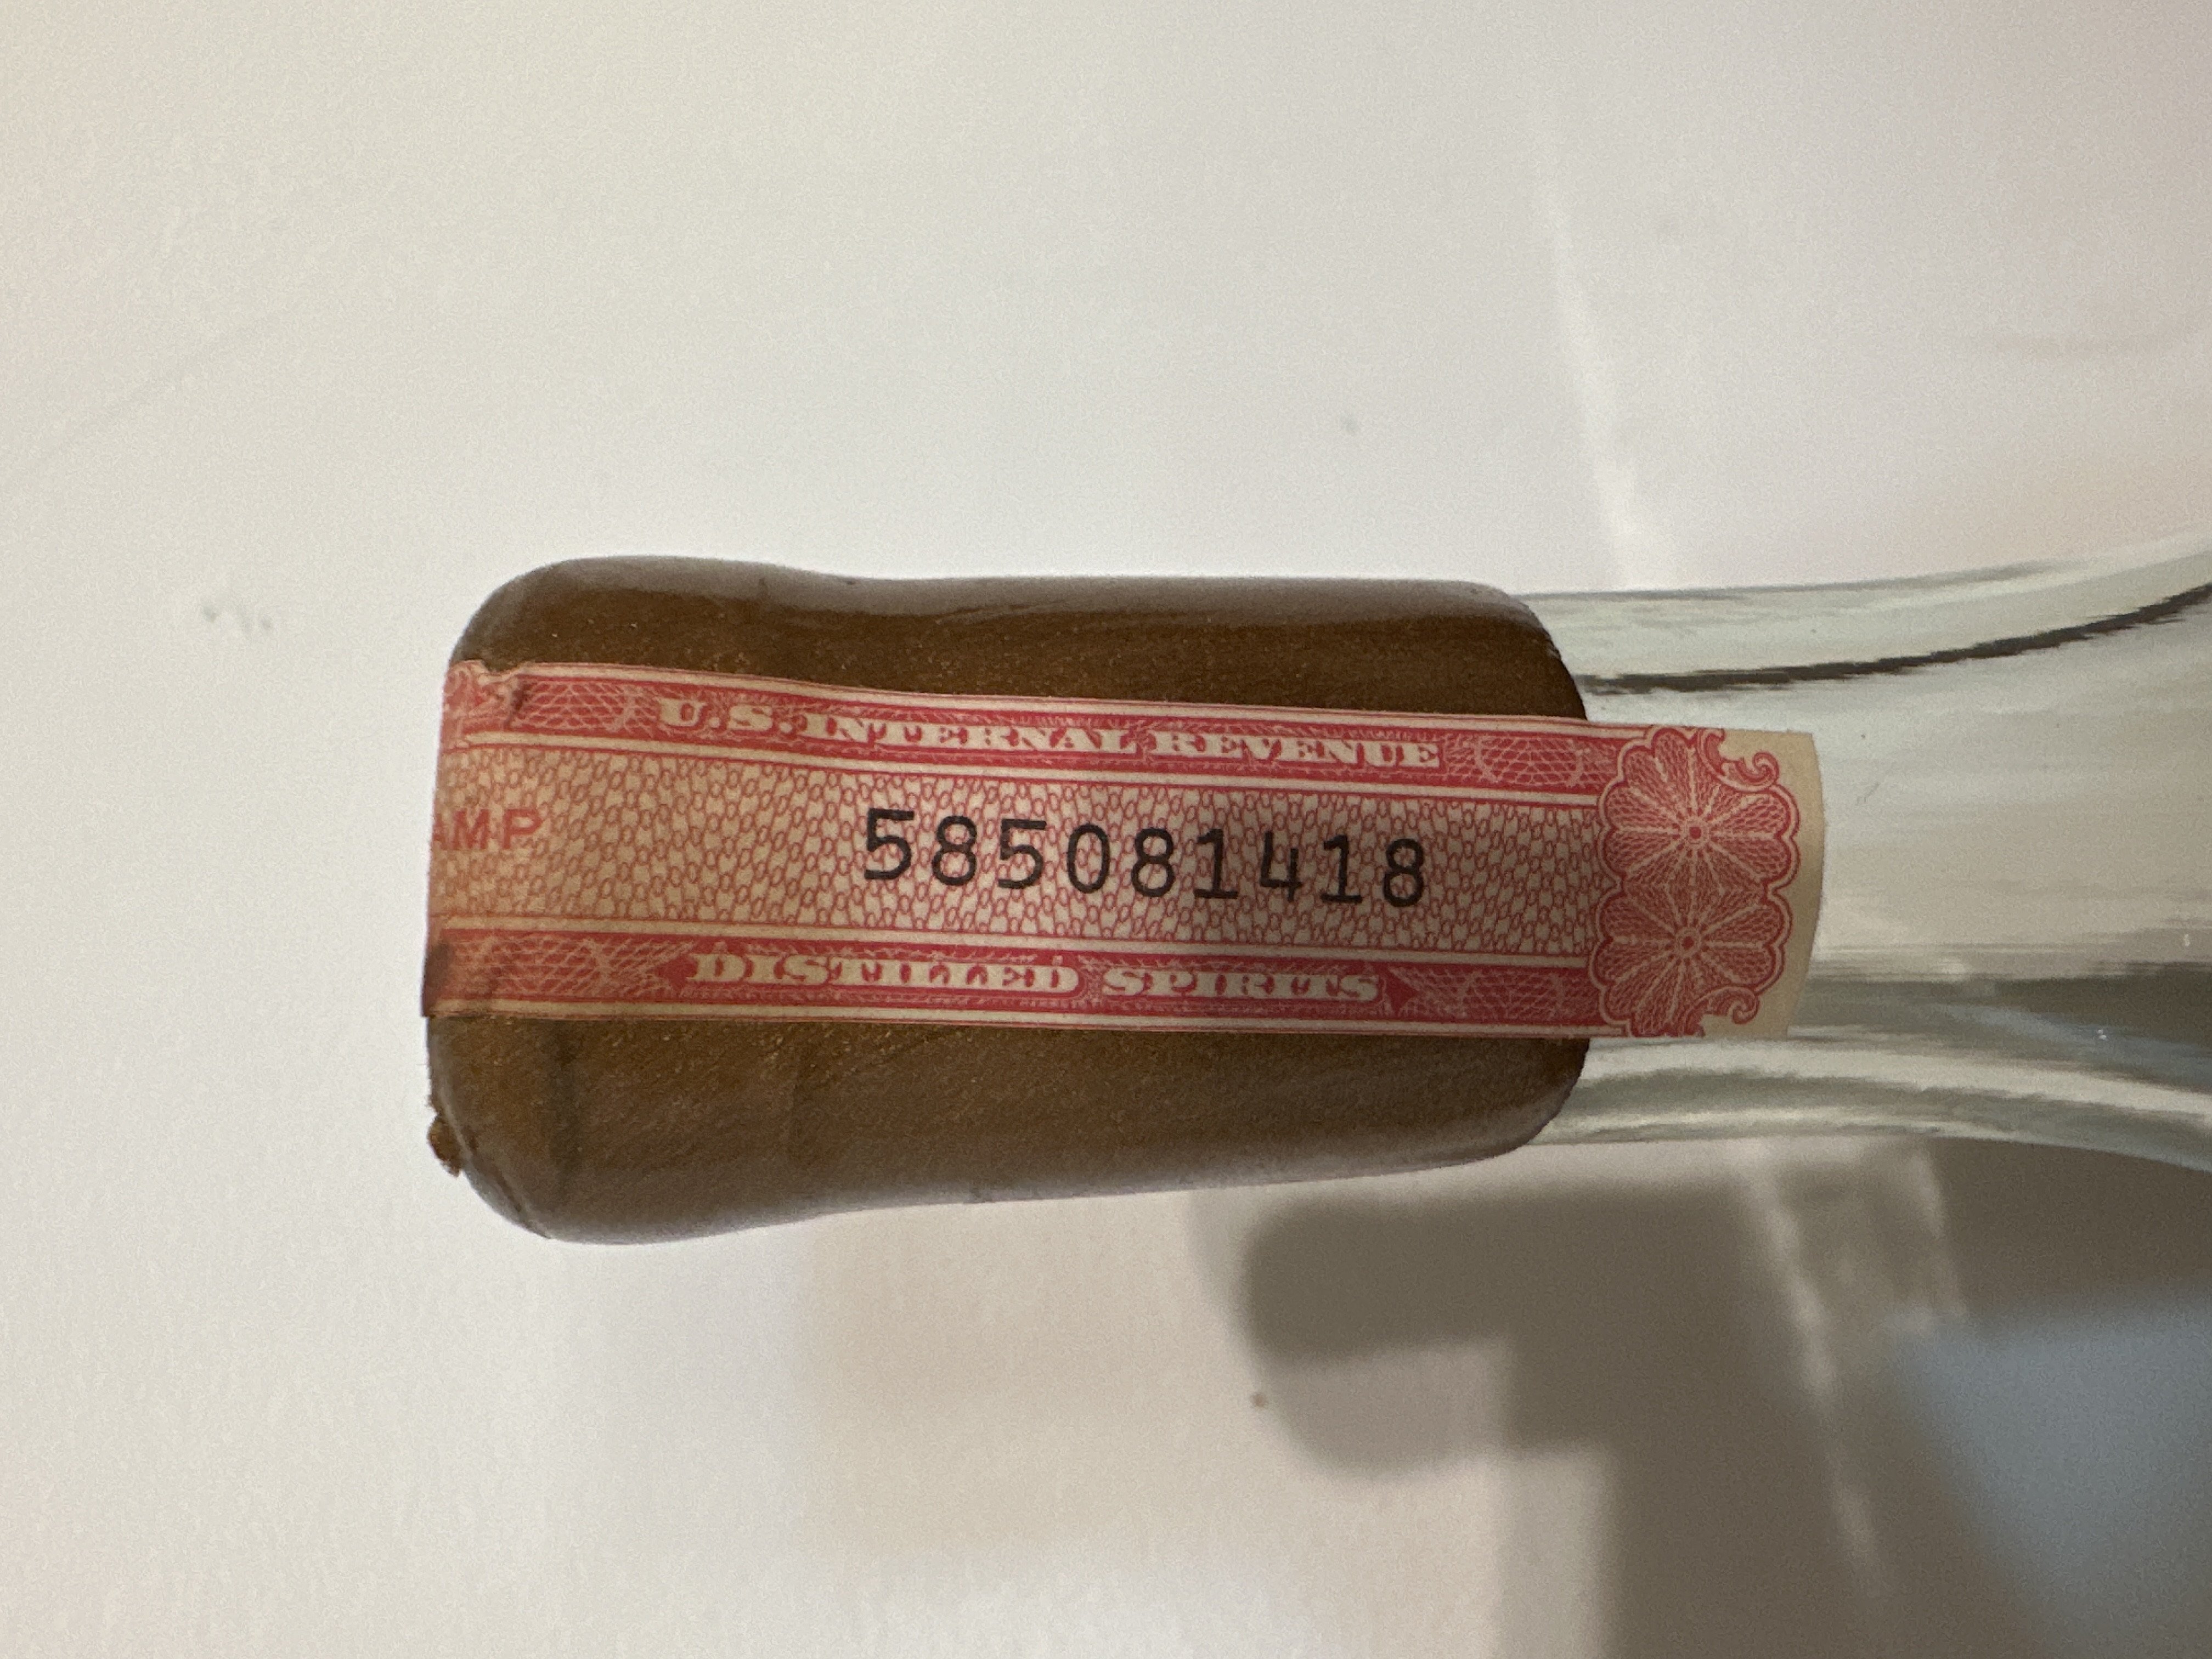 U.S. INTERNAL REVENUE
AMP 585081418
DISTILLED SPIRITS